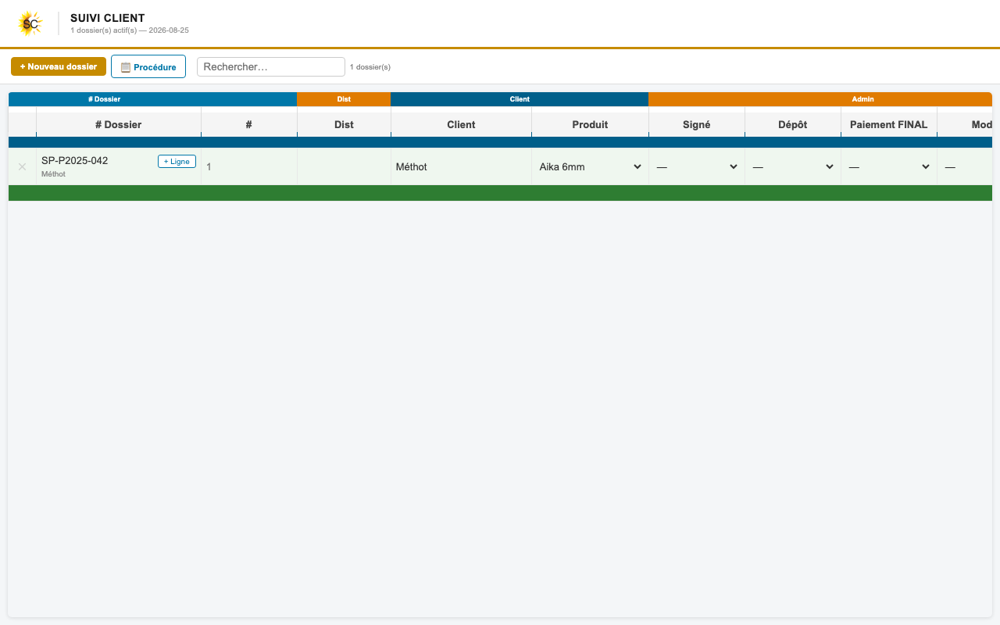 SC
SUIVI CLIENT
1 dossier(s) actif(s) — 2026-08-25
+ Nouveau dossier
Procédure
Rechercher…
1 dossier(s)
# Dossier Dist Client Admin
# Dossier # Dist Client Produit Signé Dépôt Paiement FINAL Mod
× SP-P2025-042 + Ligne 1 Méthot Aika 6mm — — — —
Méthot